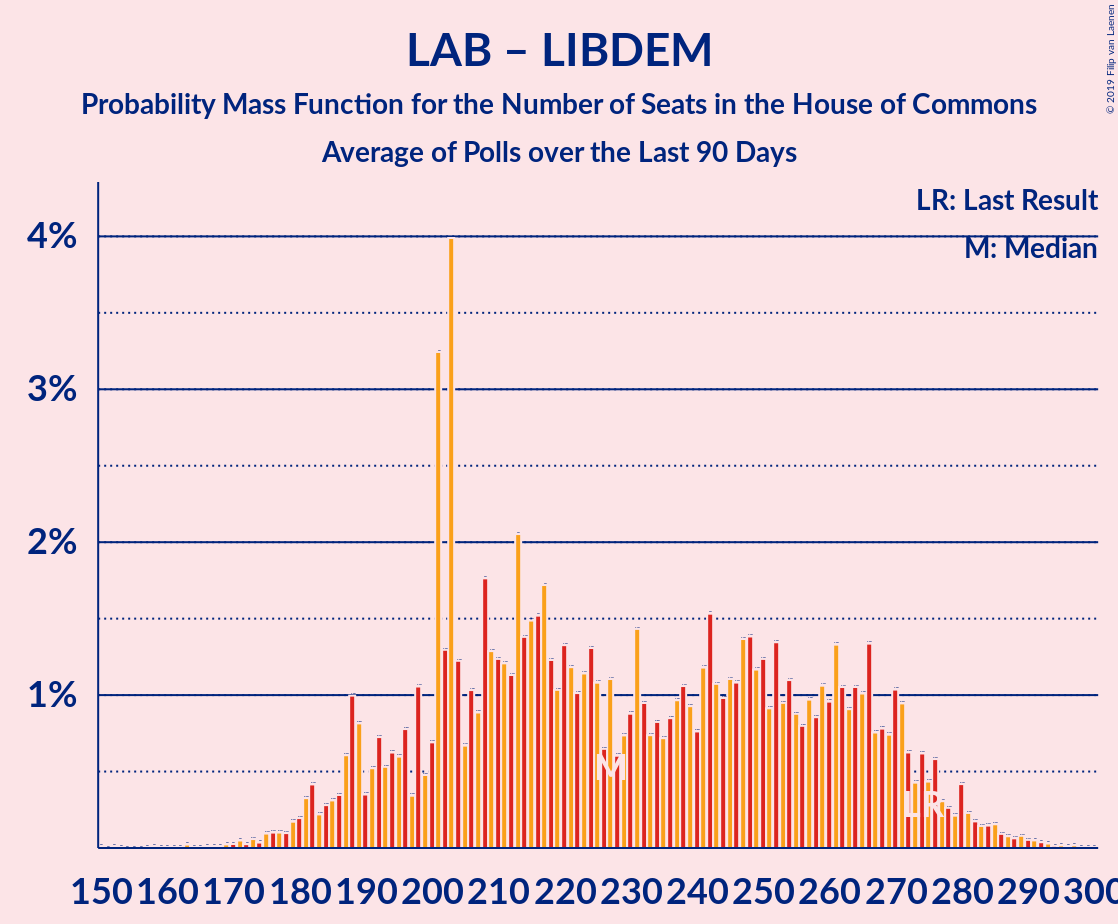 LAB – LIBDEM
Probability Mass Function for the Number of Seats in the House of Commons
Average of Polls over the Last 90 Days
© 2019 Filip van Laenen
LR: Last Result
M: Median
4%
3%
2%
1%
M
LR
150 160 170 180 190 200 210 220 230 240 250 260 270 280 290 300